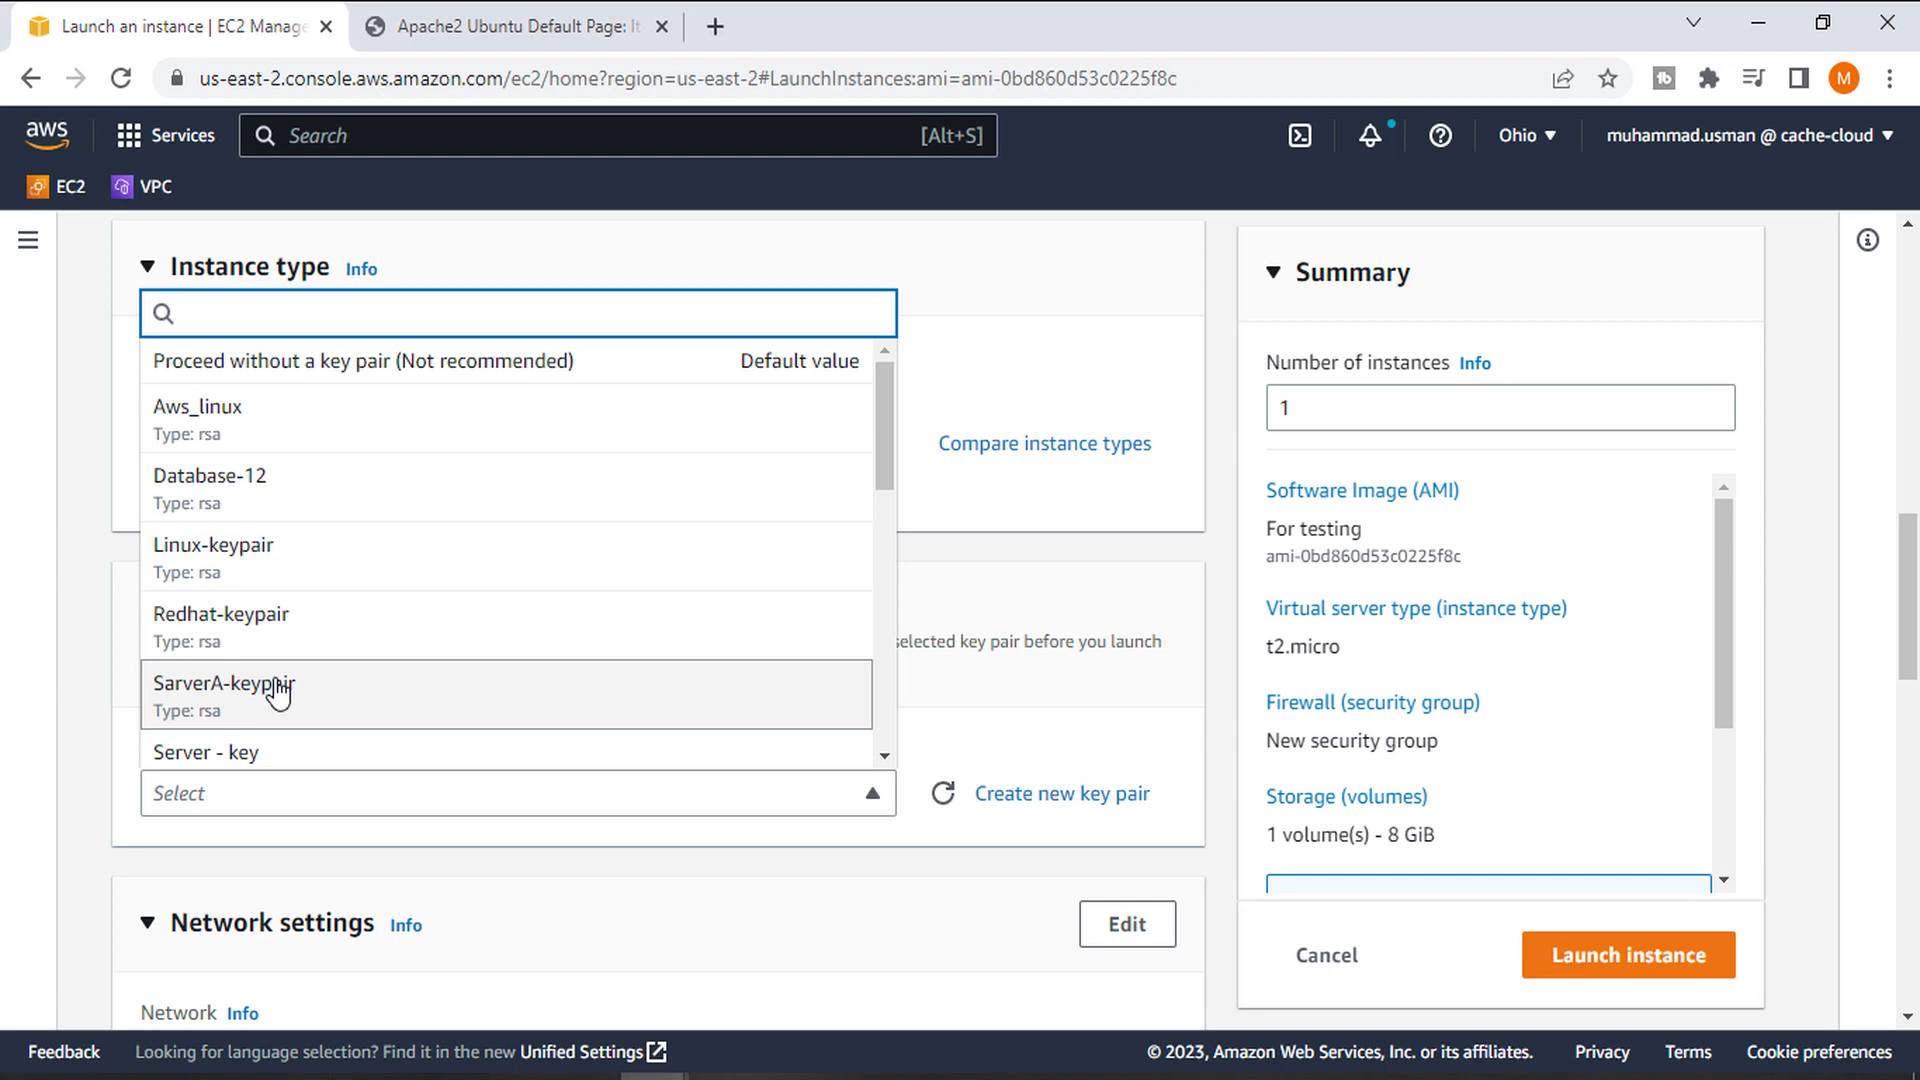 Launch an instance | EC2 Manage
Apache2 Ubuntu Default Page: It
us-east-2.console.aws.amazon.com/ec2/home?region=us-east-2#LaunchInstances:ami=ami-0bd860d53c0225f8c
M
aws
Services
Search
[Alt+S]
Ohio
muhammad.usman @ cache-cloud
EC2
VPC
Instance type Info
Proceed without a key pair (Not recommended) Default value
Aws_linux
Type: rsa
Database-12
Type: rsa
Linux-keypair
Type: rsa
Redhat-keypair
Type: rsa
SarverA-keypair
Type: rsa
Server - key
Compare instance types
selected key pair before you launch
Select
Create new key pair
Network settings Info
Edit
Network Info
Summary
Number of instances Info
1
Software Image (AMI)
For testing
ami-0bd860d53c0225f8c
Virtual server type (instance type)
t2.micro
Firewall (security group)
New security group
Storage (volumes)
1 volume(s) - 8 GiB
Cancel
Launch instance
Feedback
Looking for language selection? Find it in the new Unified Settings
© 2023, Amazon Web Services, Inc. or its affiliates.
Privacy
Terms
Cookie preferences